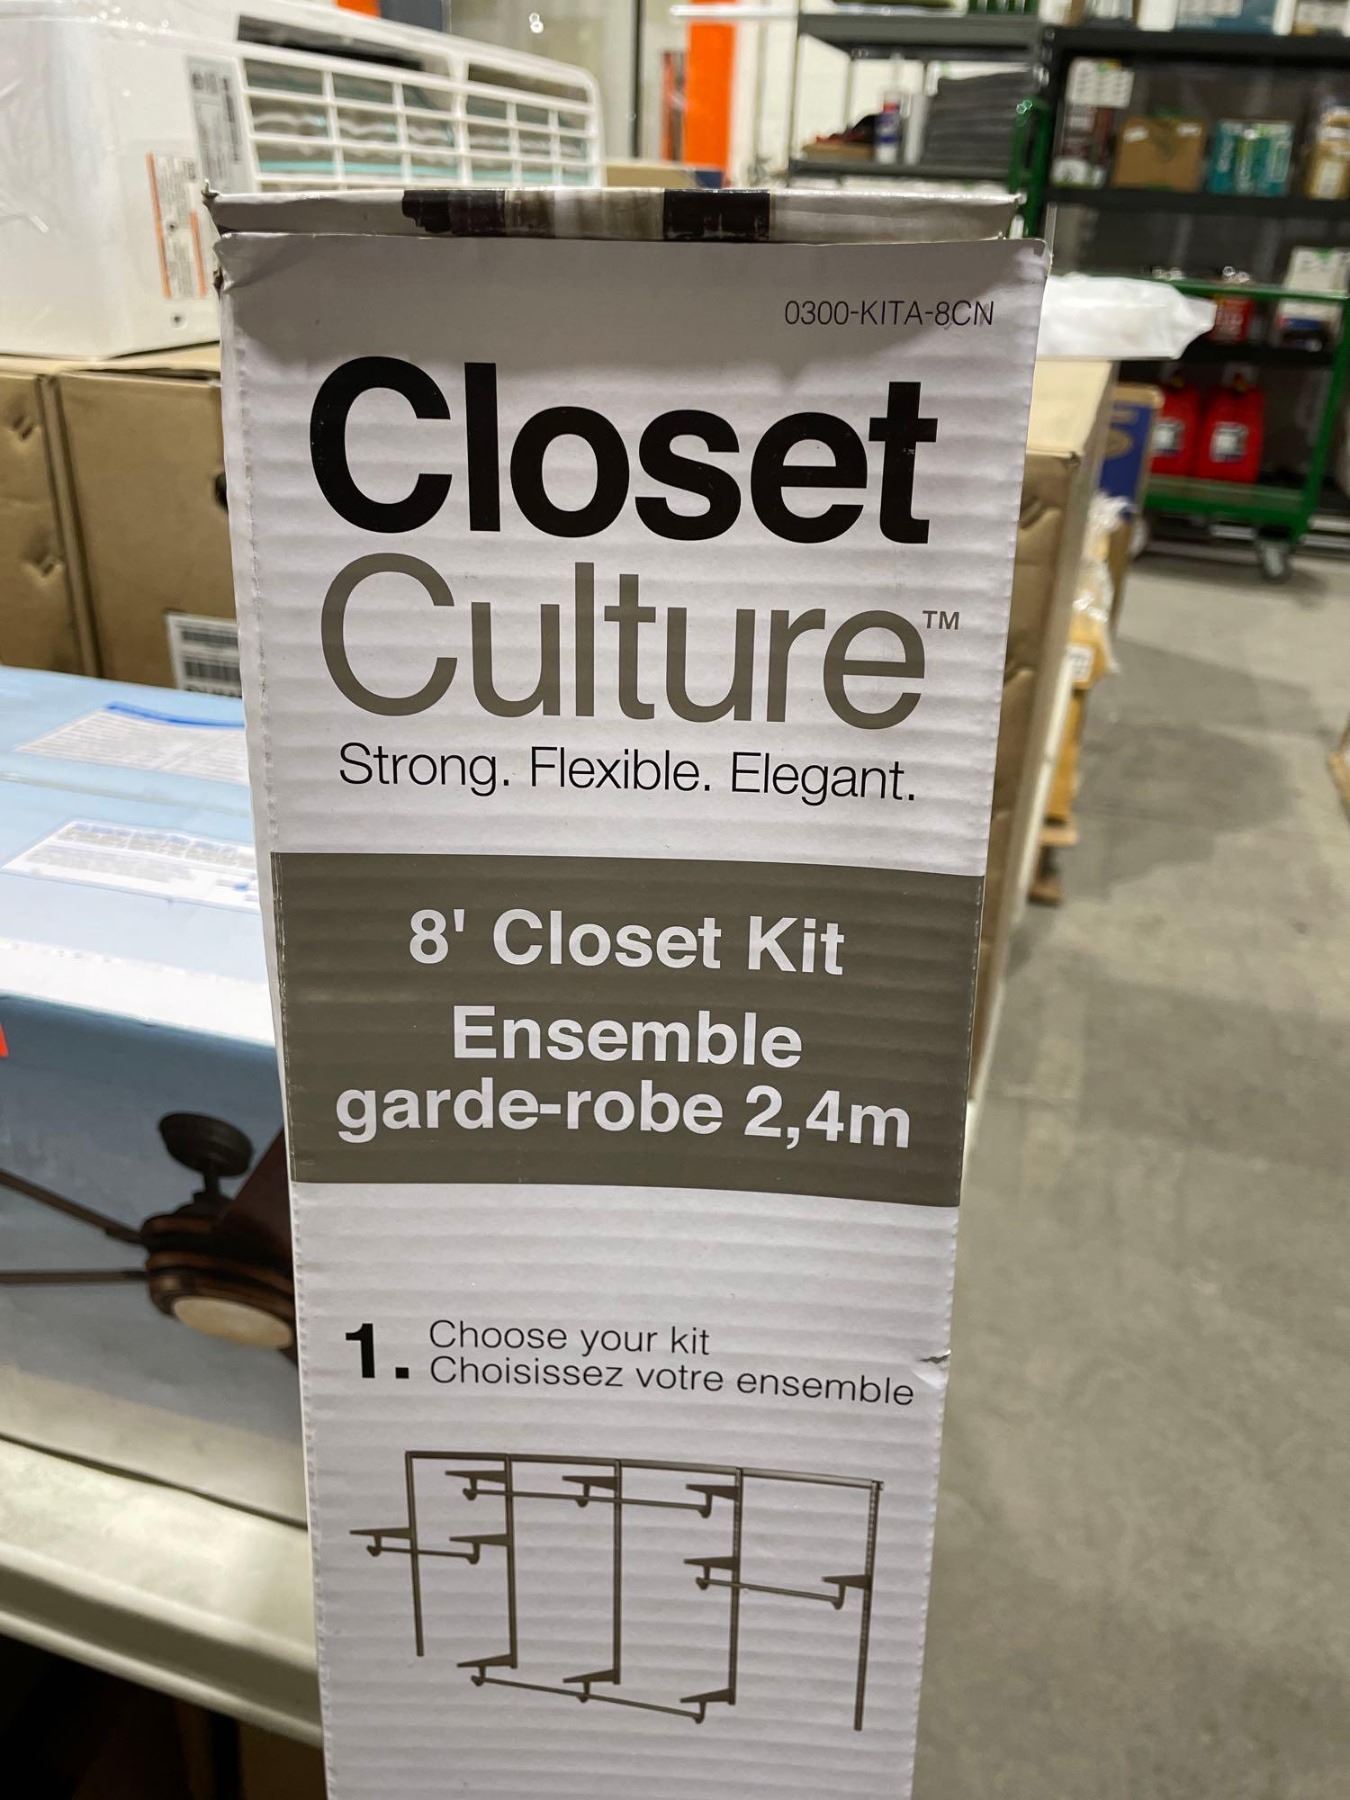 0300-KITA-8CN
Closet
Culture™
Strong. Flexible. Elegant.
8' Closet Kit
Ensemble
garde-robe 2,4m
1. Choose your kit
Choisissez votre ensemble